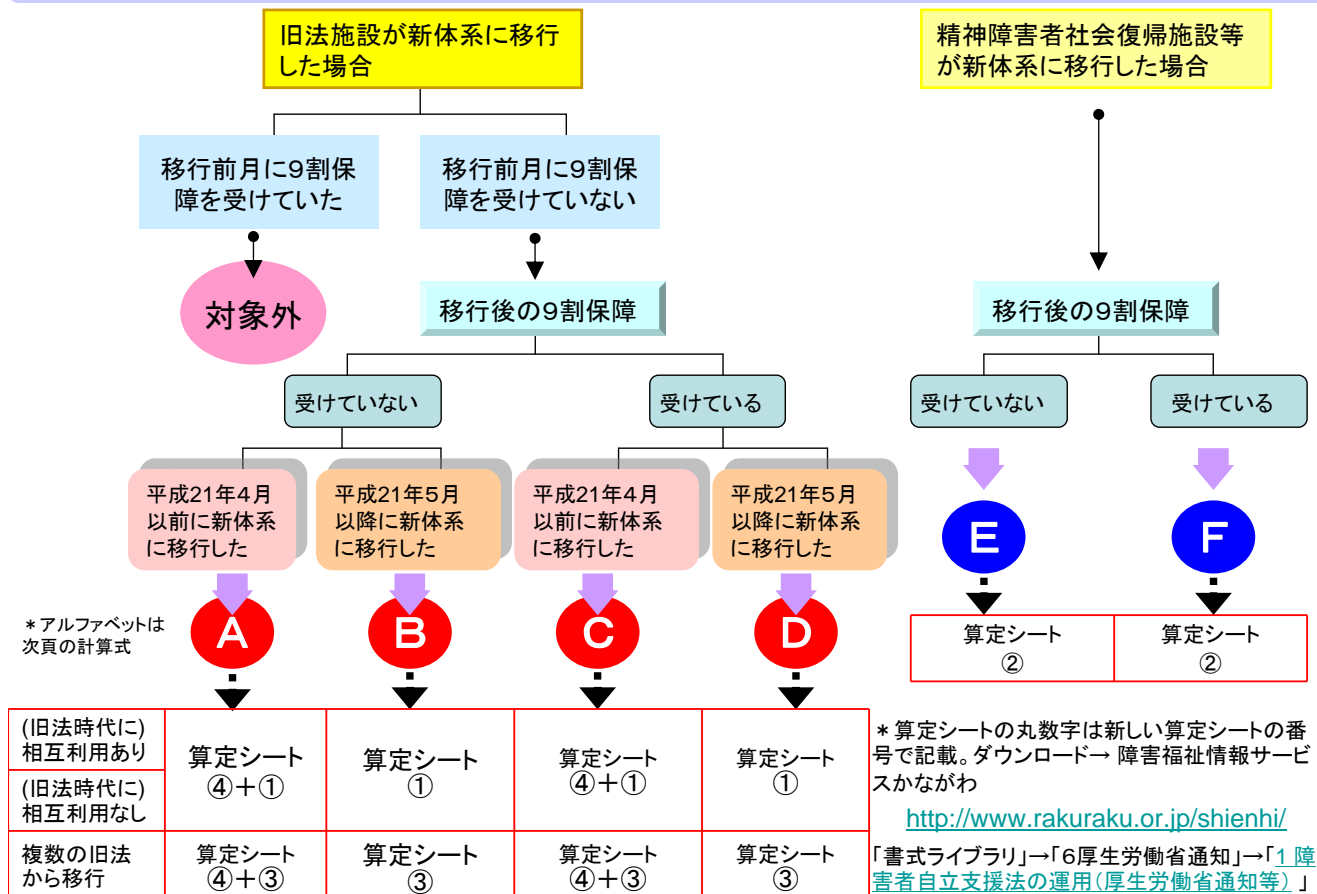 旧法施設が新体系に移行
した場合
精神障害者社会復帰施設等
が新体系に移行した場合
移行前月に9割保
障を受けていた
移行前月に9割保
障を受けていない
対象外
移行後の9割保障
移行後の9割保障
受けていない
受けている
受けていない
受けている
平成21年4月
以前に新体系
に移行した
平成21年5月
以降に新体系
に移行した
平成21年4月
以前に新体系
に移行した
平成21年5月
以降に新体系
に移行した
E
F
*アルファベットは
次頁の計算式
A
B
C
D
算定シート
②
算定シート
②
(旧法時代に)
相互利用あり
(旧法時代に)
相互利用なし
算定シート
④+①
算定シート
①
算定シート
④+①
算定シート
①
複数の旧法
から移行
算定シート
④+③
算定シート
③
算定シート
④+③
算定シート
③
*算定シートの丸数字は新しい算定シートの番
号で記載。ダウンロード→ 障害福祉情報サービ
スかながわ
http://www.rakuraku.or.jp/shienhi/
「書式ライブラリ」→「6厚生労働省通知」→「1 障
害者自立支援法の運用(厚生労働省通知等) 」